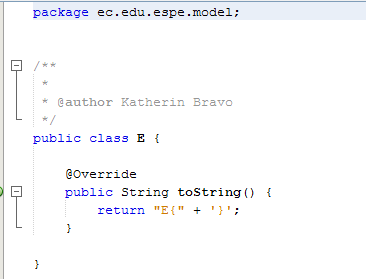 package ec.edu.espe.model;
/**
*
* @author Katherin Bravo
*/
public class E {
@Override
public String toString() {
return "E{" + '}';
}
}